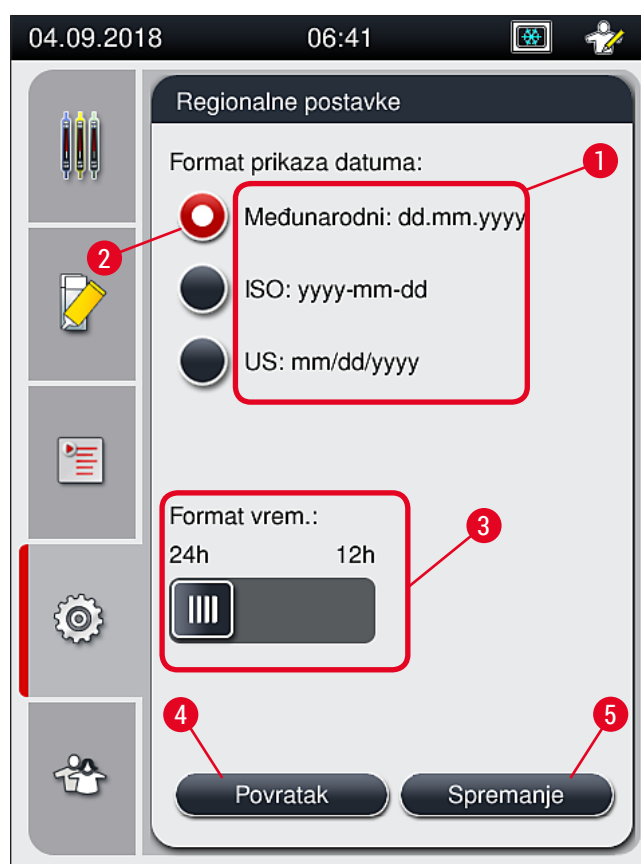 04.09.2018 06:41
Regionalne postavke
Format prikaza datuma:
1
Međunarodni: dd.mm.yyyy
2
ISO: yyyy-mm-dd
US: mm/dd/yyyy
Format vrem.:
3
24h 12h
4
5
Povratak Spremanje